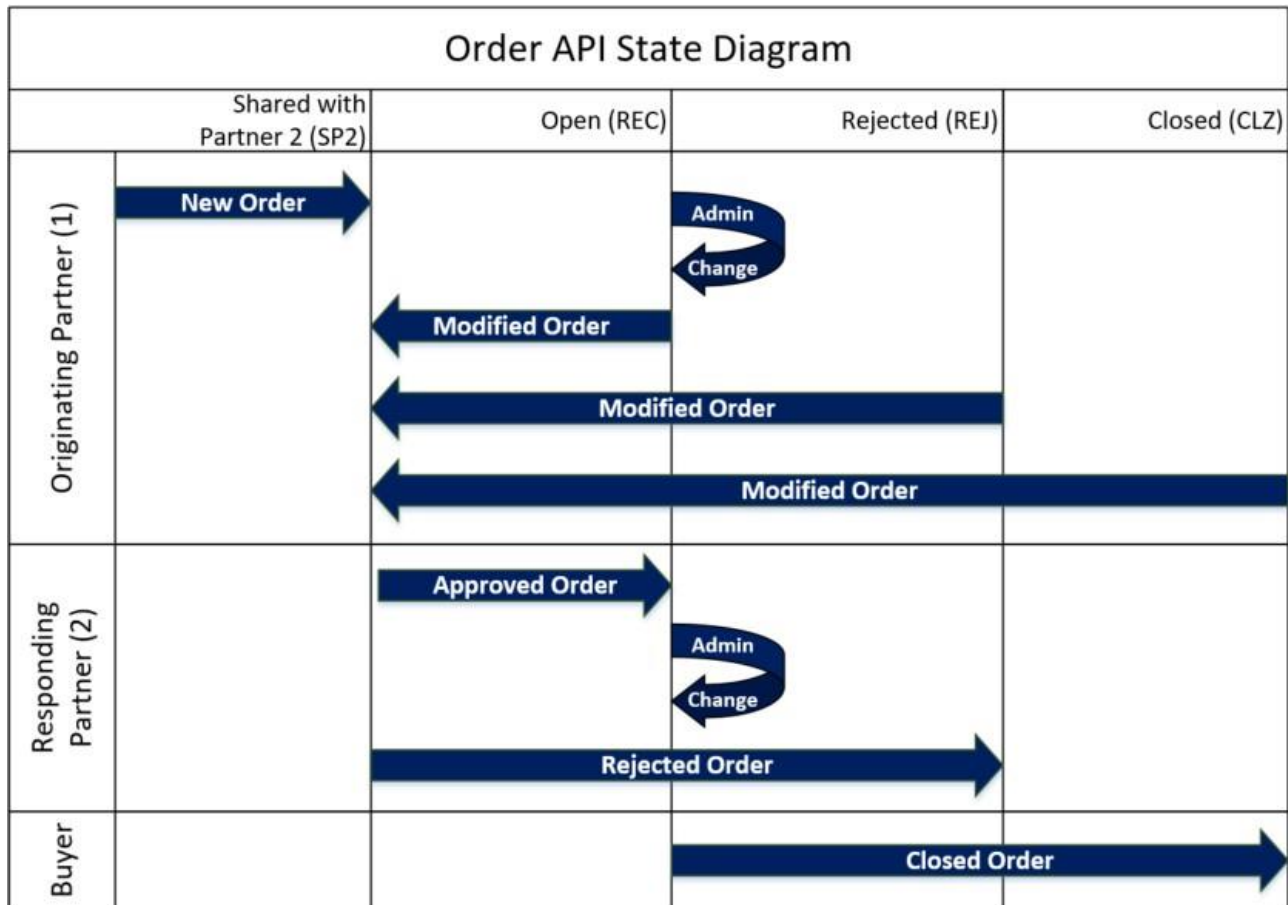 Order API State Diagram
Shared with
Partner 2 (SP2)
Open (REC)
Rejected (REJ)
Closed (CLZ)
Originating Partner (1)
New Order
Admin
Change
Modified Order
Modified Order
Modified Order
Responding
Partner (2)
Approved Order
Admin
Change
Rejected Order
Buyer
Closed Order